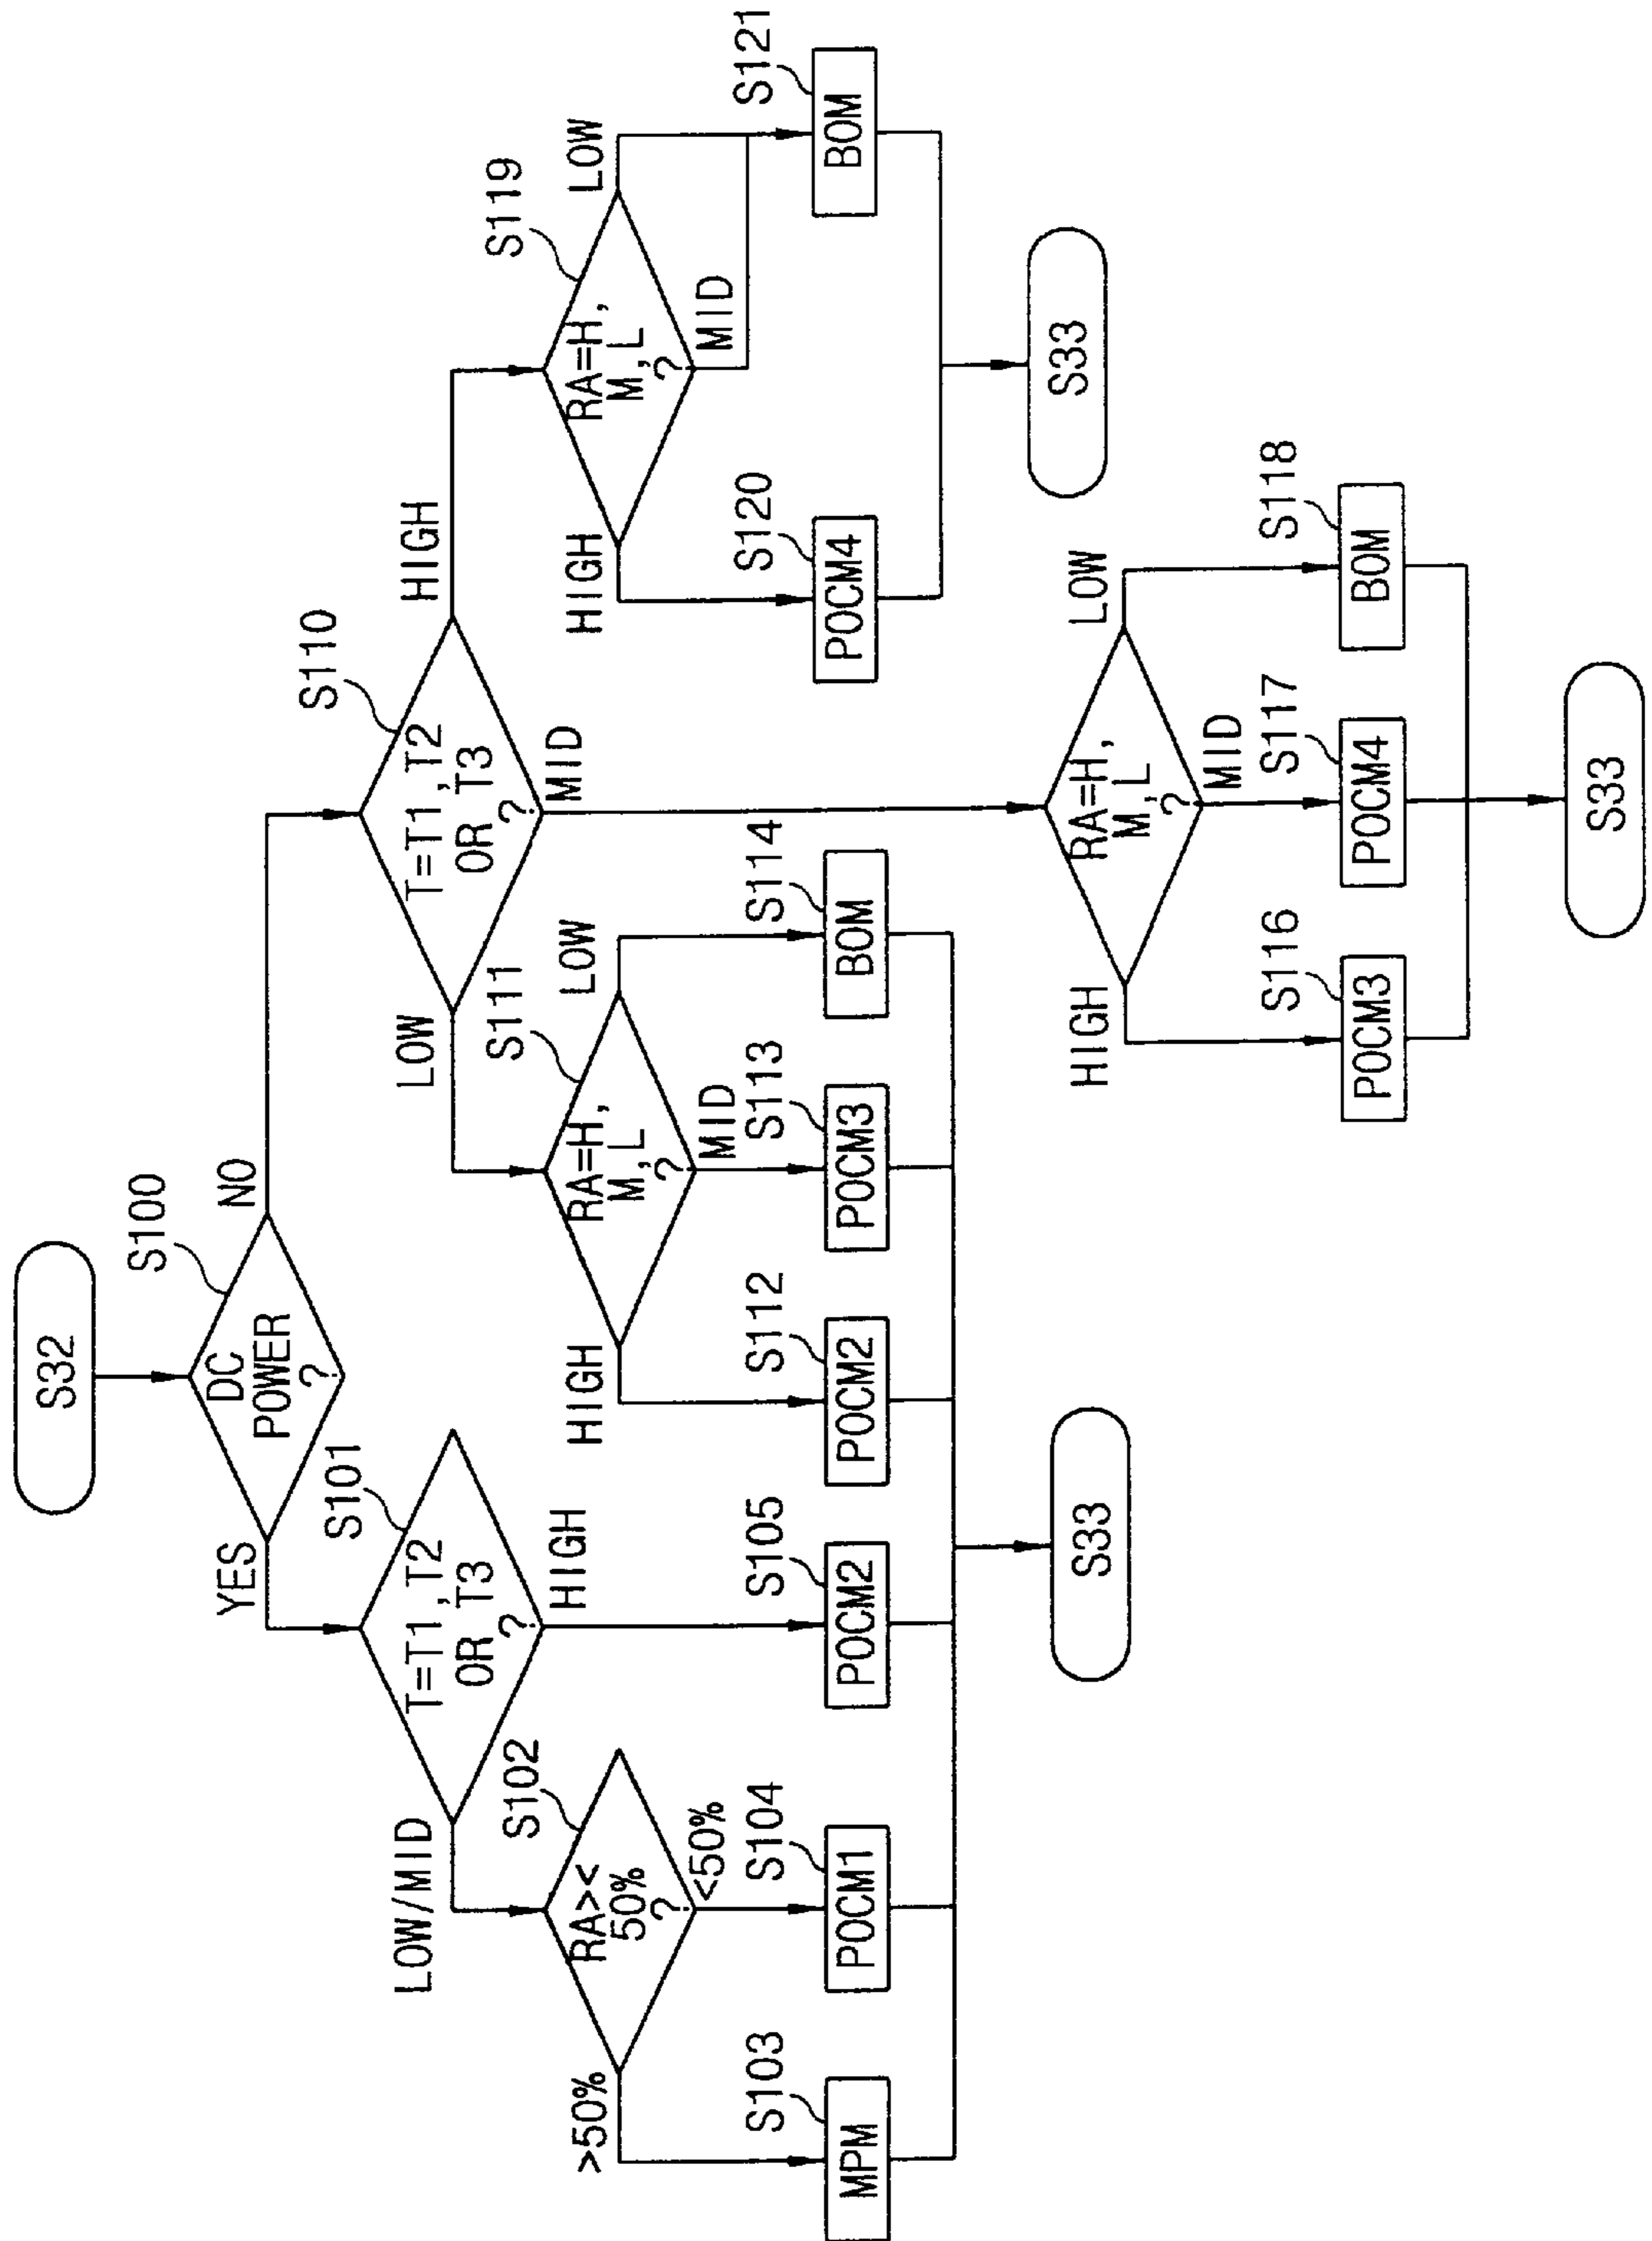 S32
S100
DC
POWER
?
YES
NO
S101
T=T1,T2
OR T3
?
LOW/MID
HIGH
S102
RA><
50%
?
>50%
<50%
S103
MPM
S104
POCM1
S105
POCM2
S110
T=T1,T2
OR T3
?
LOW
MID
HIGH
S111
RA=H,
M,L
?
HIGH
MID
LOW
S112
POCM2
S113
POCM3
S114
BOM
S33
RA=H,
M,L
?
HIGH
MID
LOW
S116
POCM3
S117
POCM4
S118
BOM
S33
S119
RA=H,
M,L
?
HIGH
MID
LOW
S120
POCM4
S121
BOM
S33